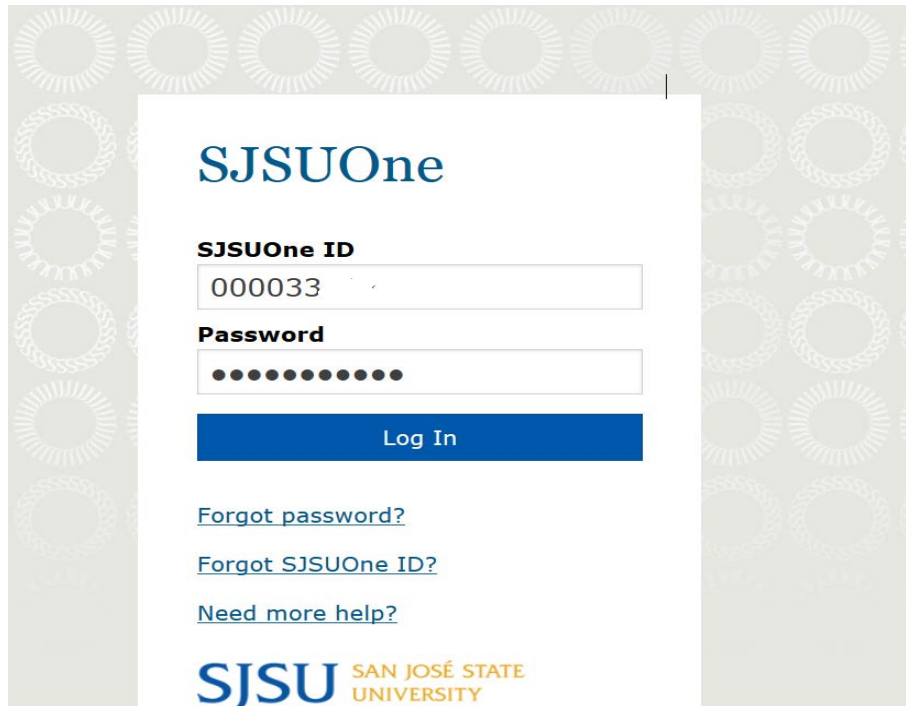 SJSUOne
SJSUOne ID
000033
Password
●●●●●●●●●●●
Log In
Forgot password?
Forgot SJSUOne ID?
Need more help?
SJSU SAN JOSÉ STATE
UNIVERSITY